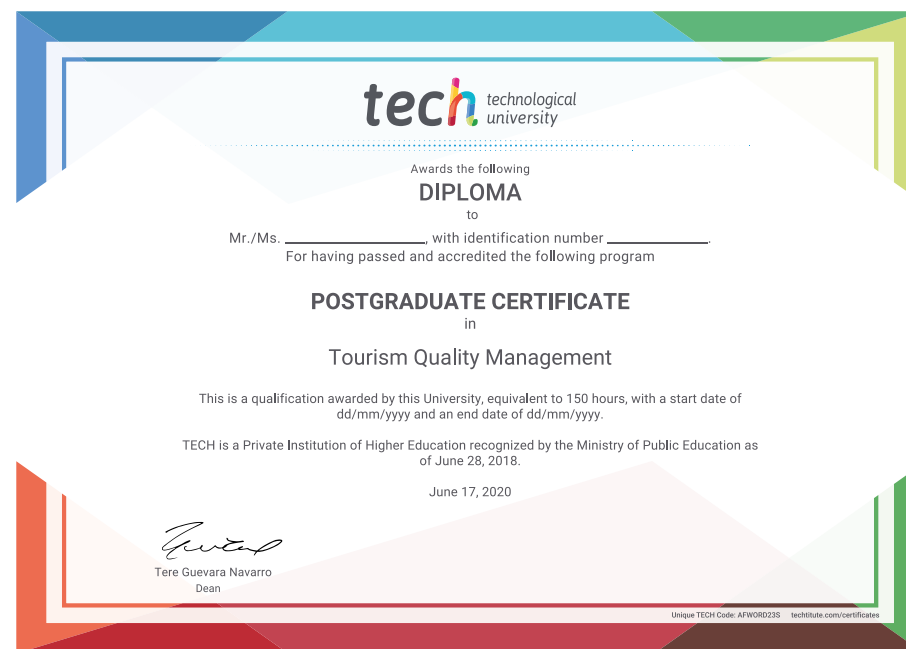 tech technological
university
Awards the following
DIPLOMA
to
Mr./Ms. ____________________, with identification number ______________.
For having passed and accredited the following program
POSTGRADUATE CERTIFICATE
in
Tourism Quality Management
This is a qualification awarded by this University, equivalent to 150 hours, with a start date of
dd/mm/yyyy and an end date of dd/mm/yyyy.
TECH is a Private Institution of Higher Education recognized by the Ministry of Public Education as
of June 28, 2018.
June 17, 2020
Tere Guevara Navarro
Dean
Unique TECH Code: AFWORD23S techtitute.com/certificates